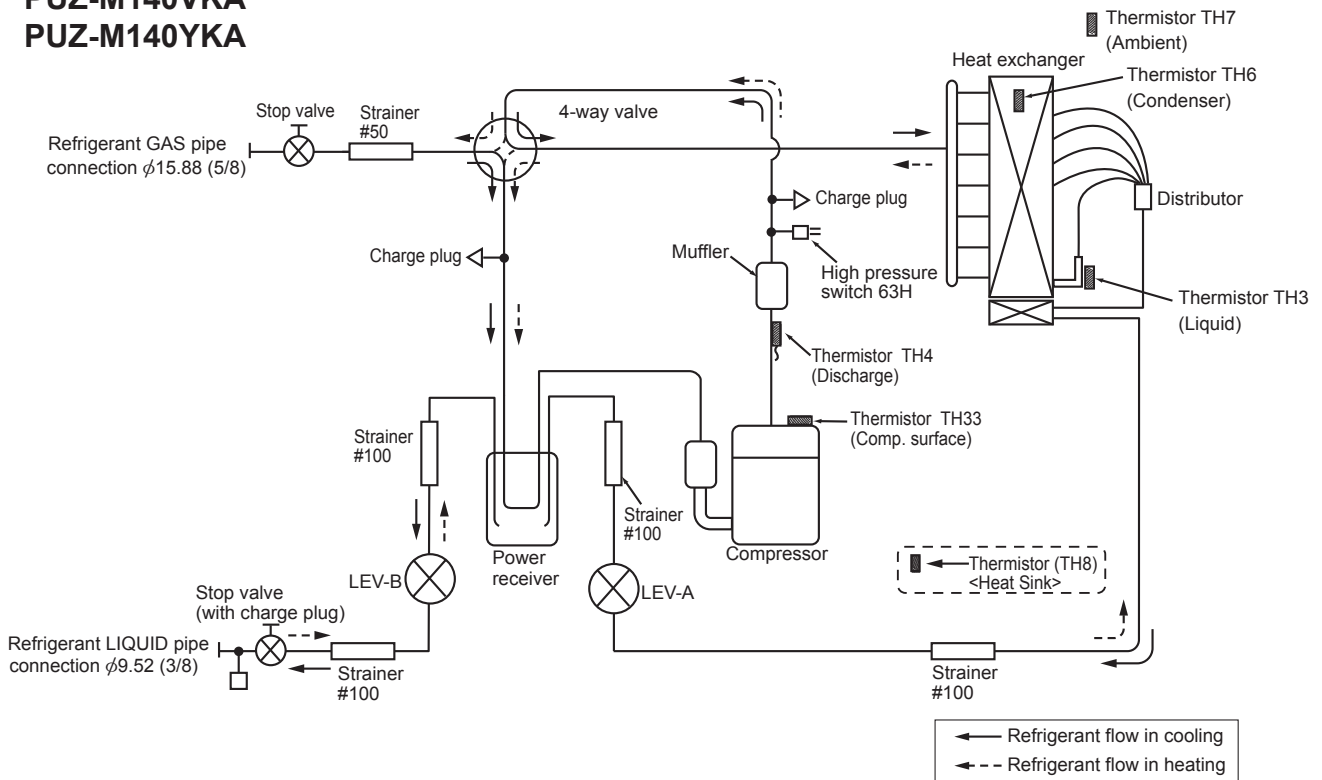 PUZ-M140VKA
PUZ-M140YKA
Thermistor TH7
(Ambient)
Heat exchanger
Thermistor TH6
(Condenser)
Stop valve
Strainer
#50
4-way valve
Refrigerant GAS pipe
connection ϕ15.88 (5/8)
Charge plug
Distributor
Charge plug
Muffler
High pressure
switch 63H
Thermistor TH3
(Liquid)
Thermistor TH4
(Discharge)
Thermistor TH33
(Comp. surface)
Strainer
#100
Strainer
#100
Compressor
Power
receiver
Thermistor (TH8)
<Heat Sink>
LEV-B
LEV-A
Stop valve
(with charge plug)
Refrigerant LIQUID pipe
connection ϕ9.52 (3/8)
Strainer
#100
Strainer
#100
Refrigerant flow in cooling
Refrigerant flow in heating